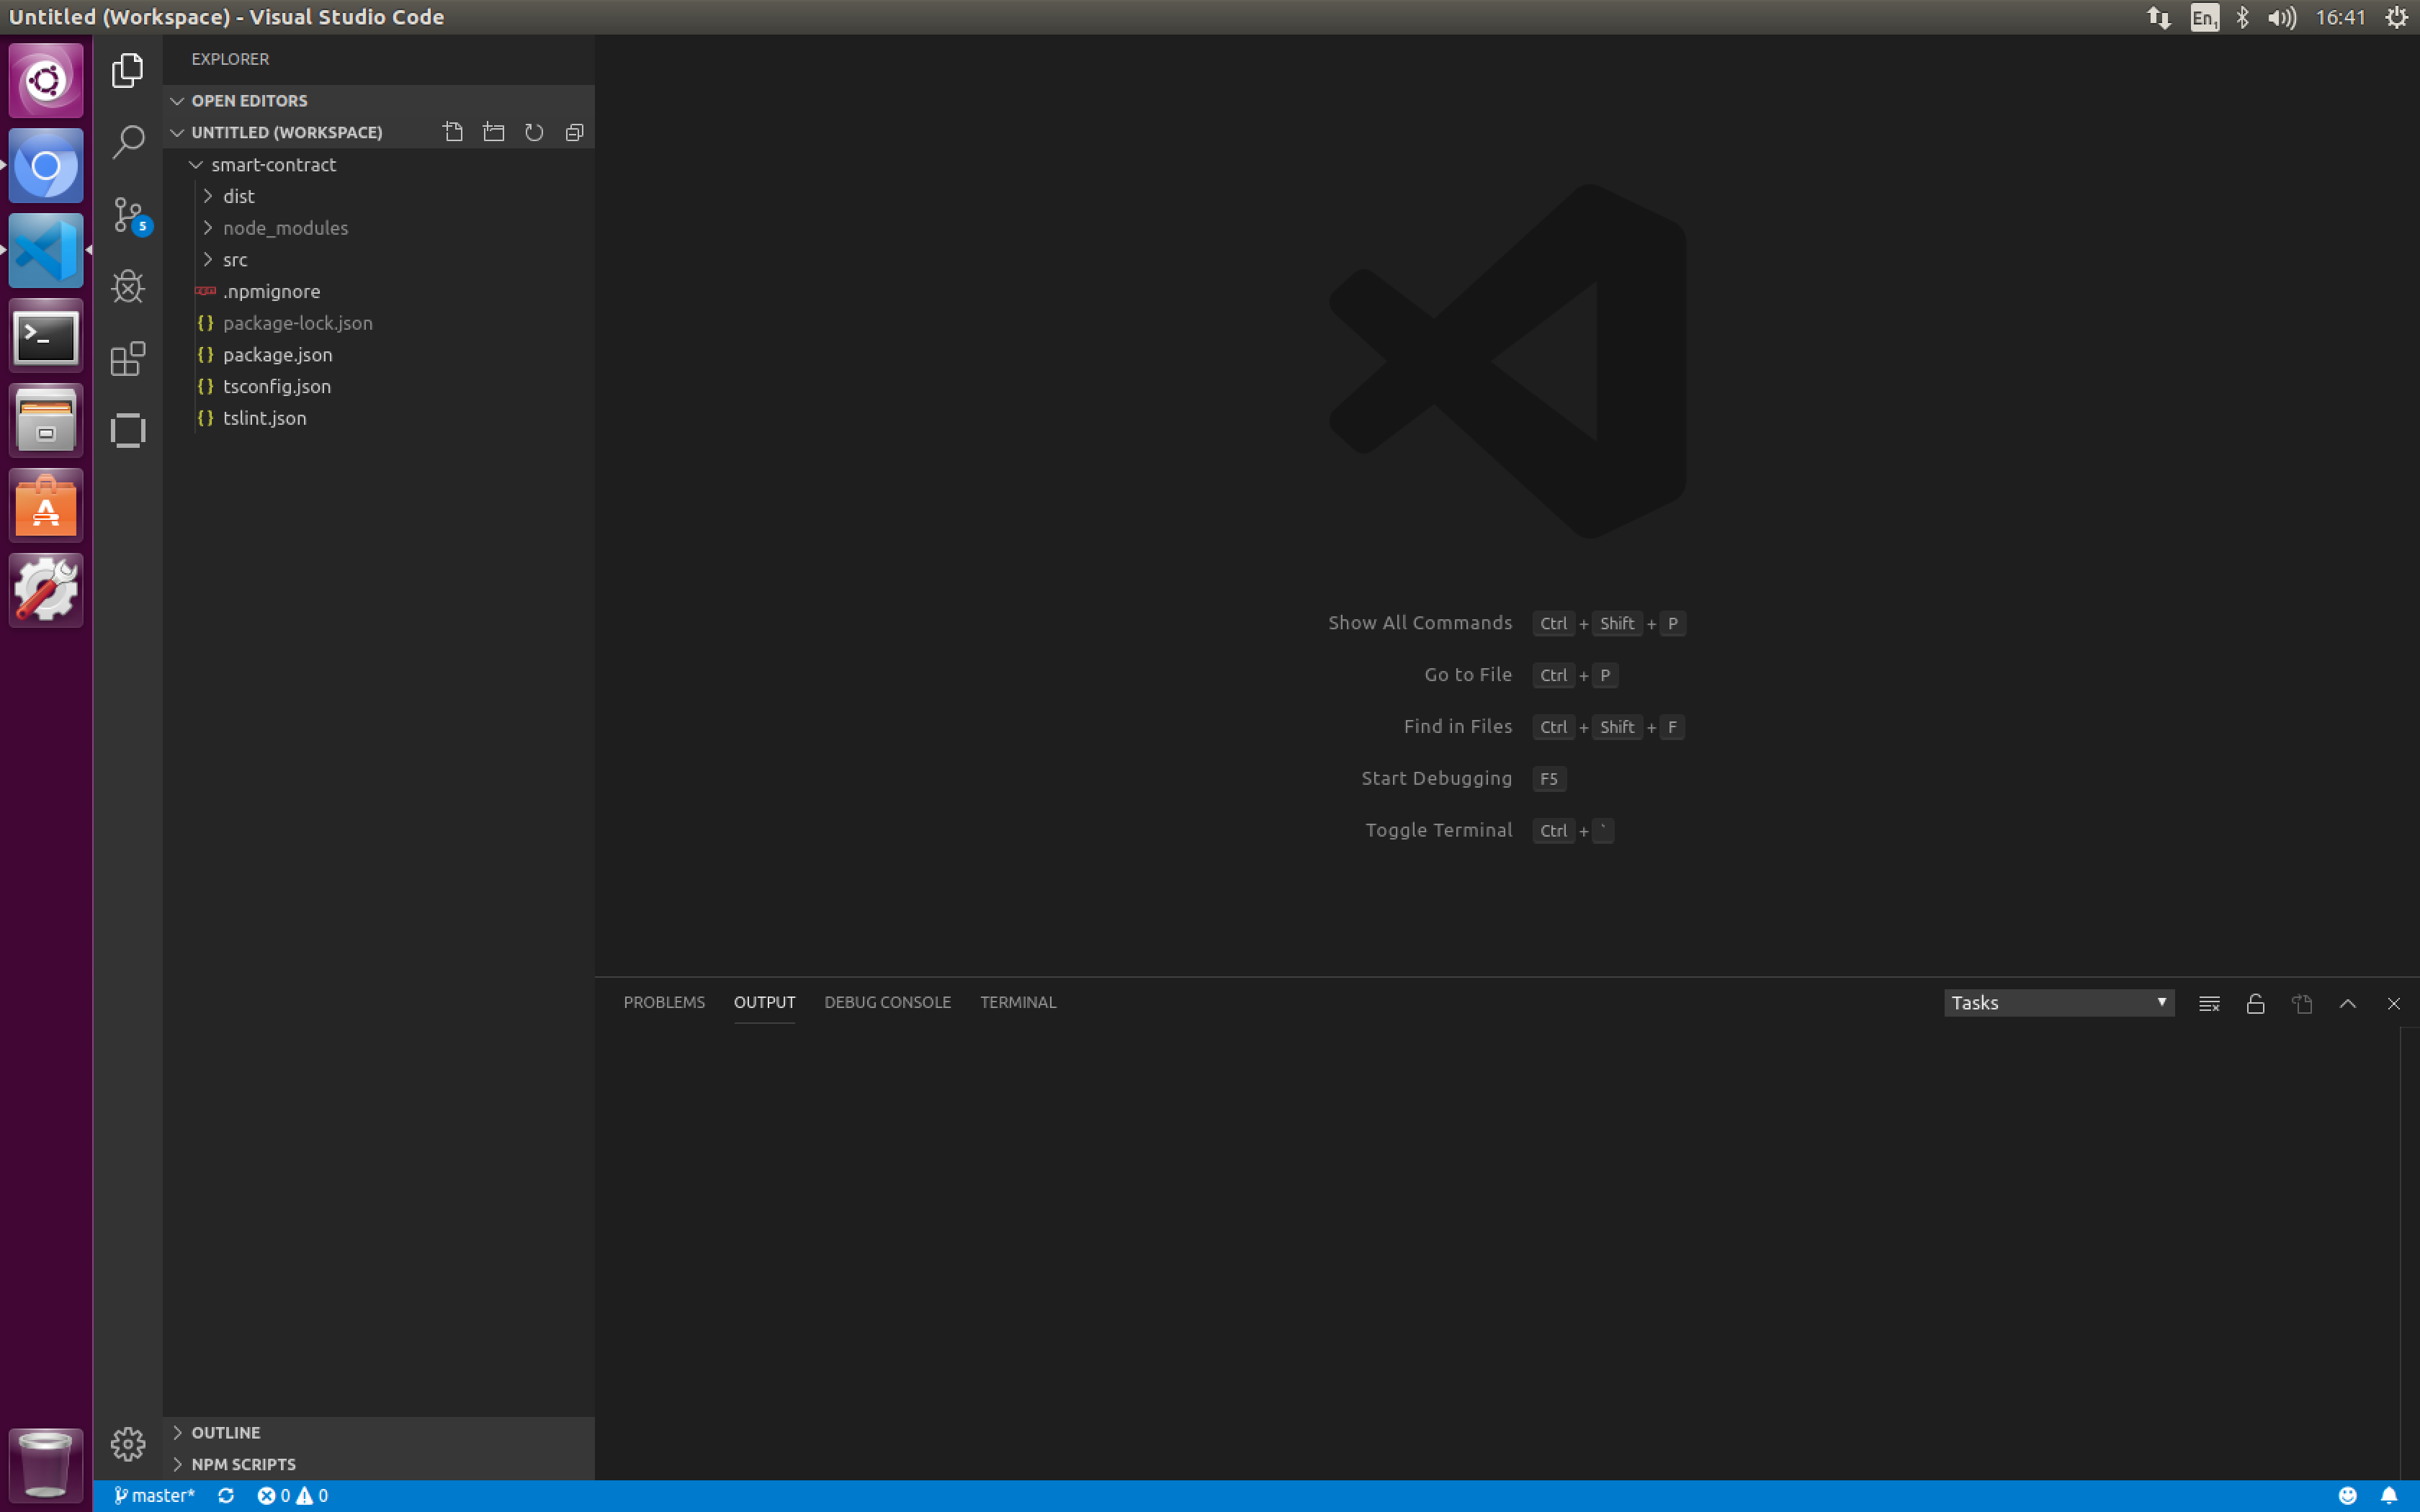 Untitled (Workspace) - Visual Studio Code
En1
16:41
EXPLORER
OPEN EDITORS
UNTITLED (WORKSPACE)
smart-contract
dist
node_modules
5
src
.npmignore
package-lock.json
package.json
tsconfig.json
tslint.json
Show All Commands Ctrl + Shift + P
Go to File Ctrl + P
Find in Files Ctrl + Shift + F
Start Debugging F5
Toggle Terminal Ctrl + `
PROBLEMS OUTPUT DEBUG CONSOLE TERMINAL
Tasks
OUTLINE
NPM SCRIPTS
master* 0 0